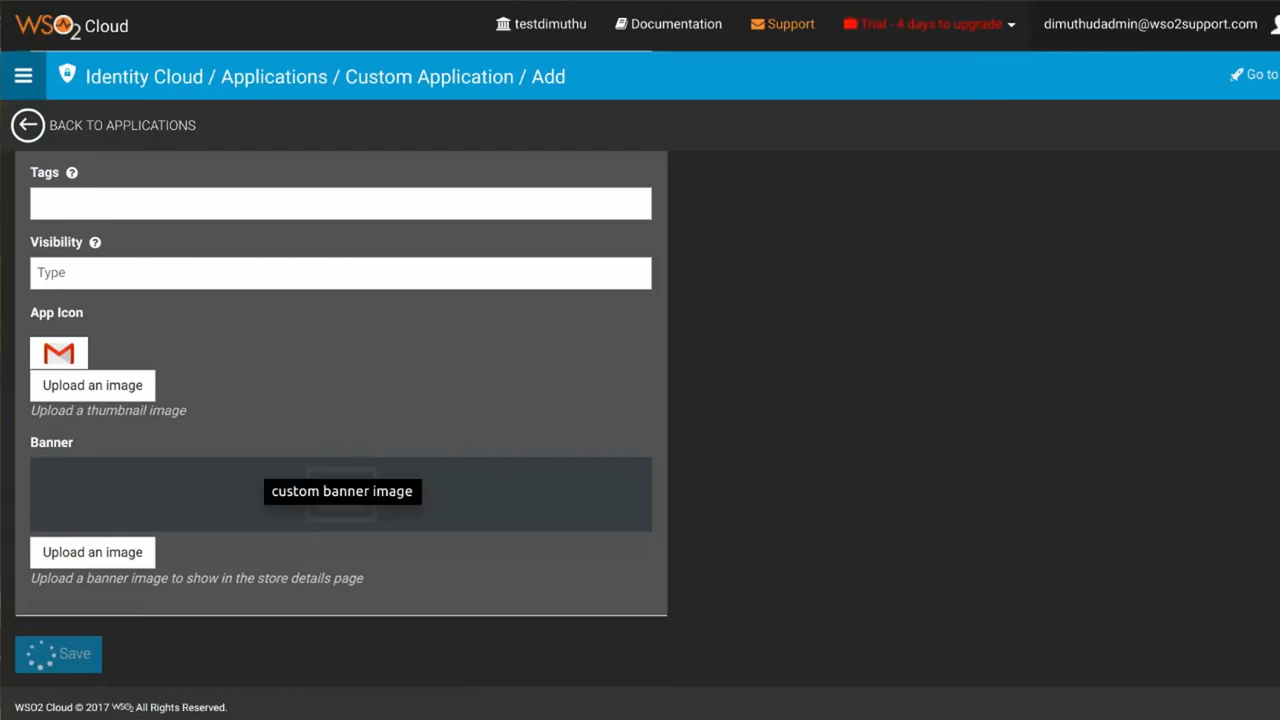 WSO2 Cloud
testdimuthu
Documentation
Support
Trial - 4 days to upgrade
dimuthudadmin@wso2support.com
Identity Cloud / Applications / Custom Application / Add
Go to
BACK TO APPLICATIONS
Tags ?
Visibility ?
Type
App Icon
Upload an image
Upload a thumbnail image
Banner
custom banner image
Upload an image
Upload a banner image to show in the store details page
Save
WSO2 Cloud © 2017 WSO2 All Rights Reserved.